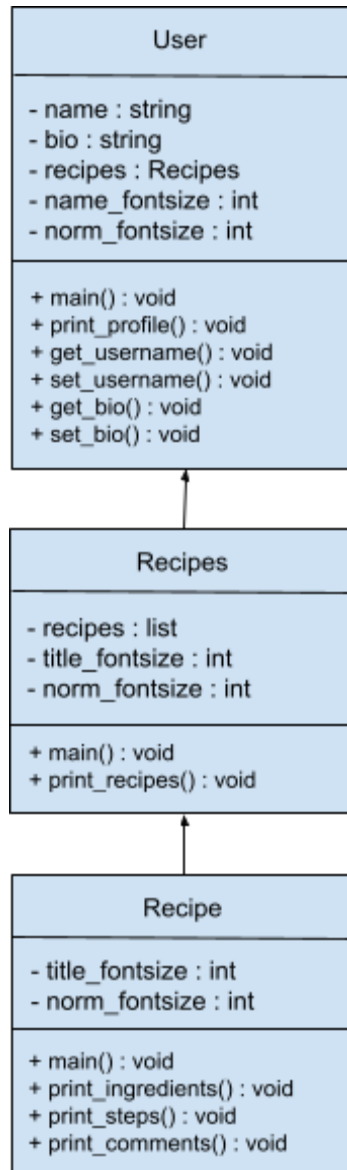 User
- name : string
- bio : string
- recipes : Recipes
- name_fontsize : int
- norm_fontsize : int
+ main() : void
+ print_profile() : void
+ get_username() : void
+ set_username() : void
+ get_bio() : void
+ set_bio() : void
Recipes
- recipes : list
- title_fontsize : int
- norm_fontsize : int
+ main() : void
+ print_recipes() : void
Recipe
- title_fontsize : int
- norm_fontsize : int
+ main() : void
+ print_ingredients() : void
+ print_steps() : void
+ print_comments() : void